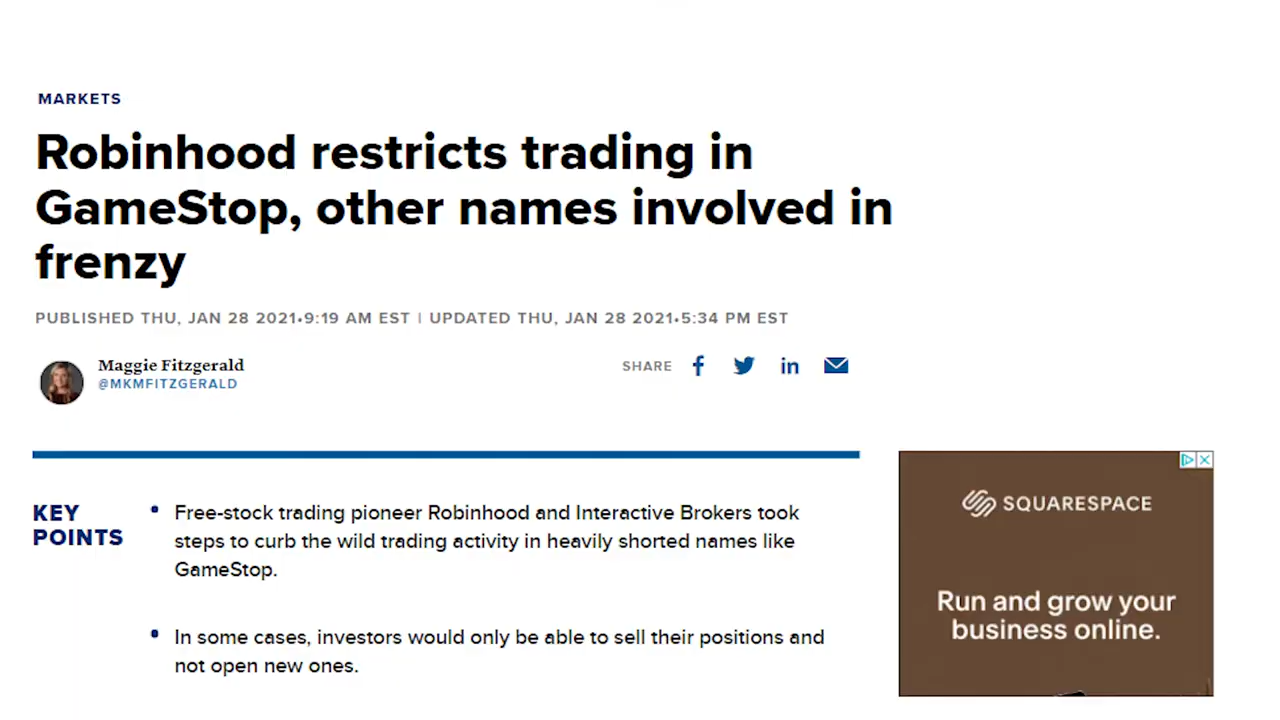 MARKETS
Robinhood restricts trading in
GameStop, other names involved in
frenzy
PUBLISHED THU, JAN 28 2021•9:19 AM EST | UPDATED THU, JAN 28 2021•5:34 PM EST
Maggie Fitzgerald
@MKMFITZGERALD
SHARE
KEY
POINTS
• Free-stock trading pioneer Robinhood and Interactive Brokers took
steps to curb the wild trading activity in heavily shorted names like
GameStop.
• In some cases, investors would only be able to sell their positions and
not open new ones.
SQUARESPACE
Run and grow your
business online.